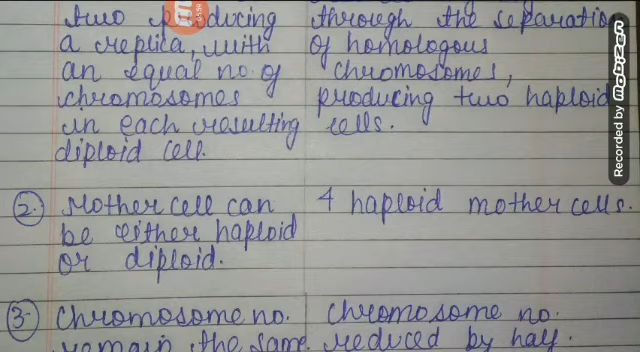 two producing through the separation
a replica, with of homologous
an equal no. of chromosomes,
chromosomes producing two haploid
in each resulting cells.
diploid cell.
2. Mother cell can 4 haploid mother cells.
be either haploid
or diploid.
3. Chromosome no. chromosome no.
remain the same. reduced by half.
Recorded by mobizen